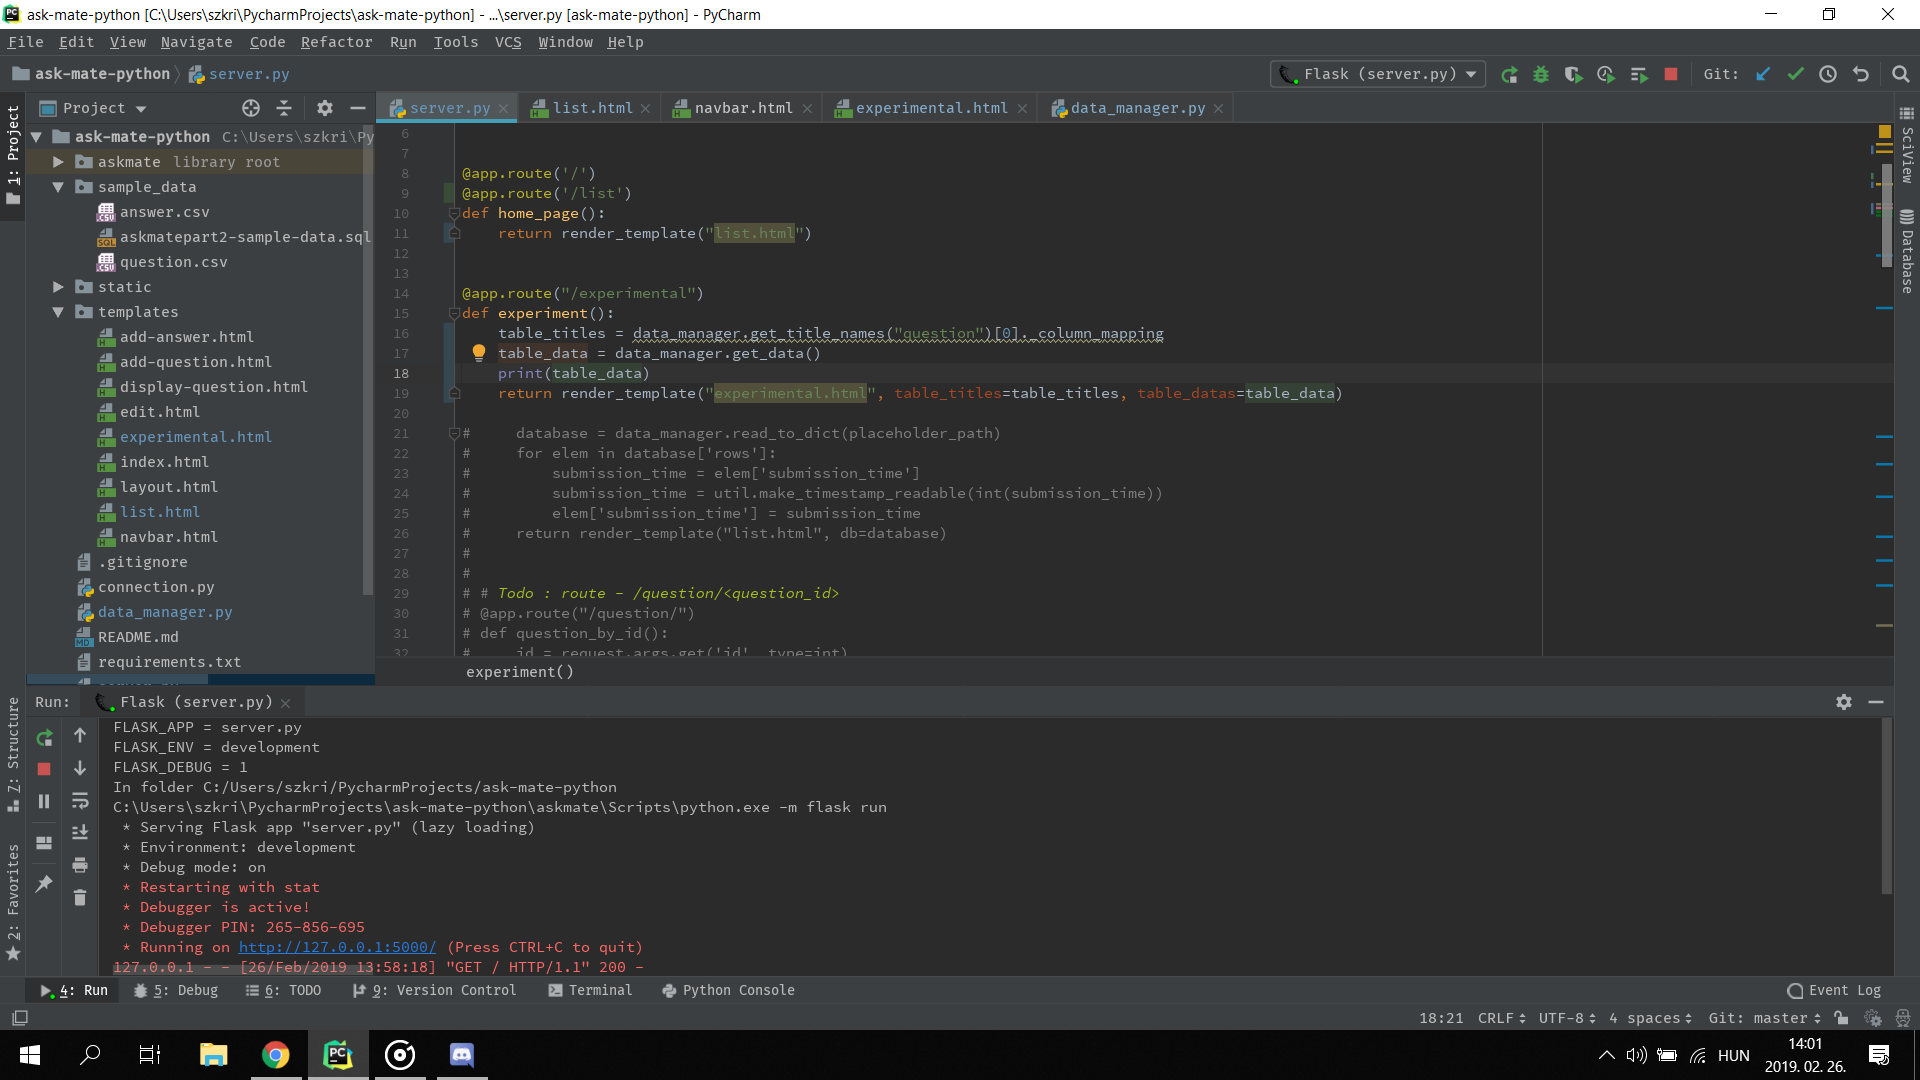 ask-mate-python [C:\Users\szkri\PycharmProjects\ask-mate-python] - ...\server.py [ask-mate-python] - PyCharm
File Edit View Navigate Code Refactor Run Tools VCS Window Help
ask-mate-python server.py Flask (server.py) Git:
Project server.py list.html navbar.html experimental.html data_manager.py
1: Project
ask-mate-python C:\Users\szkri\Py
askmate library root
sample_data
answer.csv
askmatepart2-sample-data.sql
question.csv
static
templates
add-answer.html
add-question.html
display-question.html
edit.html
experimental.html
index.html
layout.html
list.html
navbar.html
.gitignore
connection.py
data_manager.py
README.md
requirements.txt
6
7
8 @app.route('/')
9 @app.route('/list')
10 def home_page():
11 return render_template("list.html")
12
13
14 @app.route("/experimental")
15 def experiment():
16 table_titles = data_manager.get_title_names("question")[0]._column_mapping
17 table_data = data_manager.get_data()
18 print(table_data)
19 return render_template("experimental.html", table_titles=table_titles, table_datas=table_data)
20
21 # database = data_manager.read_to_dict(placeholder_path)
22 # for elem in database['rows']:
23 # submission_time = elem['submission_time']
24 # submission_time = util.make_timestamp_readable(int(submission_time))
25 # elem['submission_time'] = submission_time
26 # return render_template("list.html", db=database)
27 #
28 #
29 # # Todo : route - /question/<question_id>
30 # @app.route("/question/")
31 # def question_by_id():
32 # id = request.args.get('id', type=int)
experiment()
SciView
Database
Run: Flask (server.py)
FLASK_APP = server.py
FLASK_ENV = development
FLASK_DEBUG = 1
In folder C:/Users/szkri/PycharmProjects/ask-mate-python
C:\Users\szkri\PycharmProjects\ask-mate-python\askmate\Scripts\python.exe -m flask run
* Serving Flask app "server.py" (lazy loading)
* Environment: development
* Debug mode: on
* Restarting with stat
* Debugger is active!
* Debugger PIN: 265-856-695
* Running on http://127.0.0.1:5000/ (Press CTRL+C to quit)
127.0.0.1 - - [26/Feb/2019 13:58:18] "GET / HTTP/1.1" 200 -
Z: Structure
2: Favorites
4: Run 5: Debug 6: TODO 9: Version Control Terminal Python Console Event Log
18:21 CRLF UTF-8 4 spaces Git: master
HUN 14:01
2019. 02. 26.